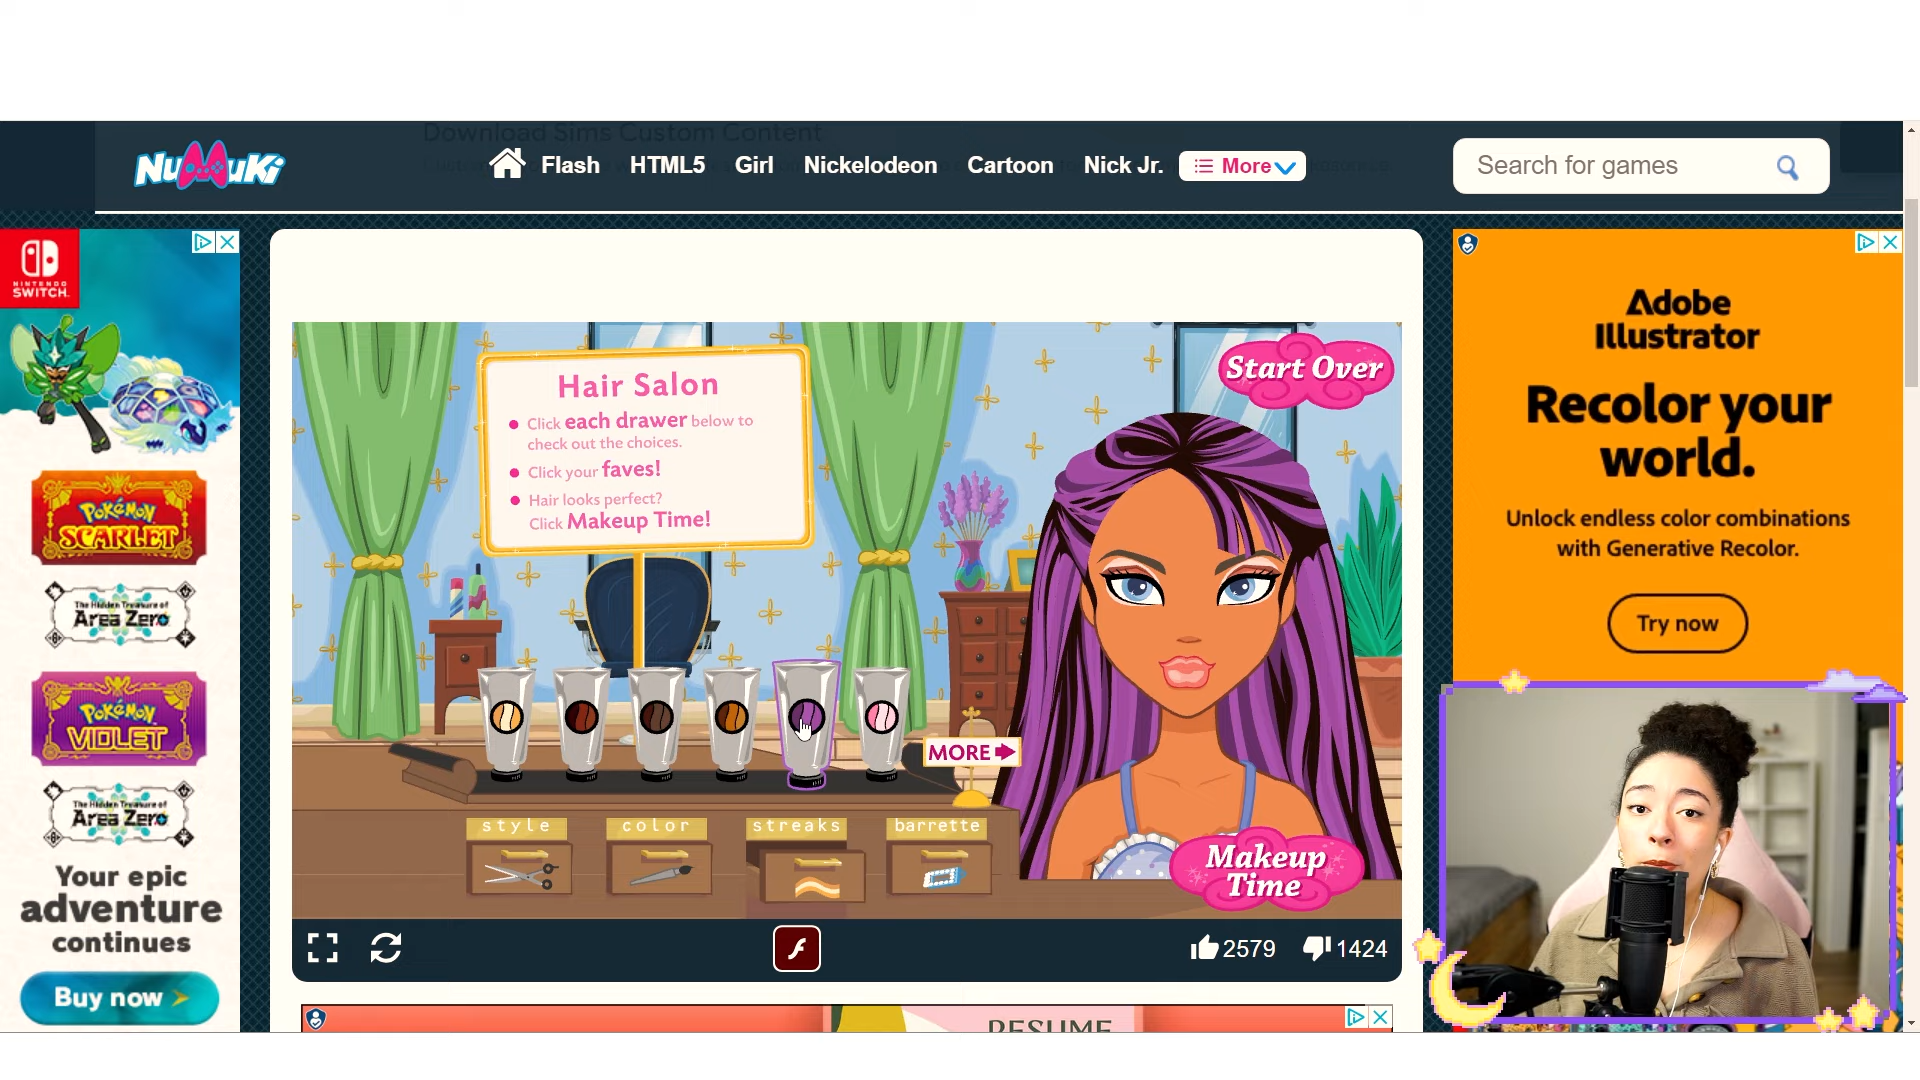 Download Sims Custom Content
NuMuKi
Flash
HTML5
Girl
Nickelodeon
Cartoon
Nick Jr.
More
Search for games
NINTENDO
SWITCH
POKéMON
SCARLET
The Hidden Treasure of
Area Zero
POKéMON
VIOLET
The Hidden Treasure of
Area Zero
Your epic
adventure
continues
Buy now
Hair Salon
Click each drawer below to
check out the choices.
Click your faves!
Hair looks perfect?
Click Makeup Time!
Start Over
MORE
style
color
streaks
barrette
Makeup
Time
2579
1424
RESUME
Adobe
Illustrator
Recolor your
world.
Unlock endless color combinations
with Generative Recolor.
Try now